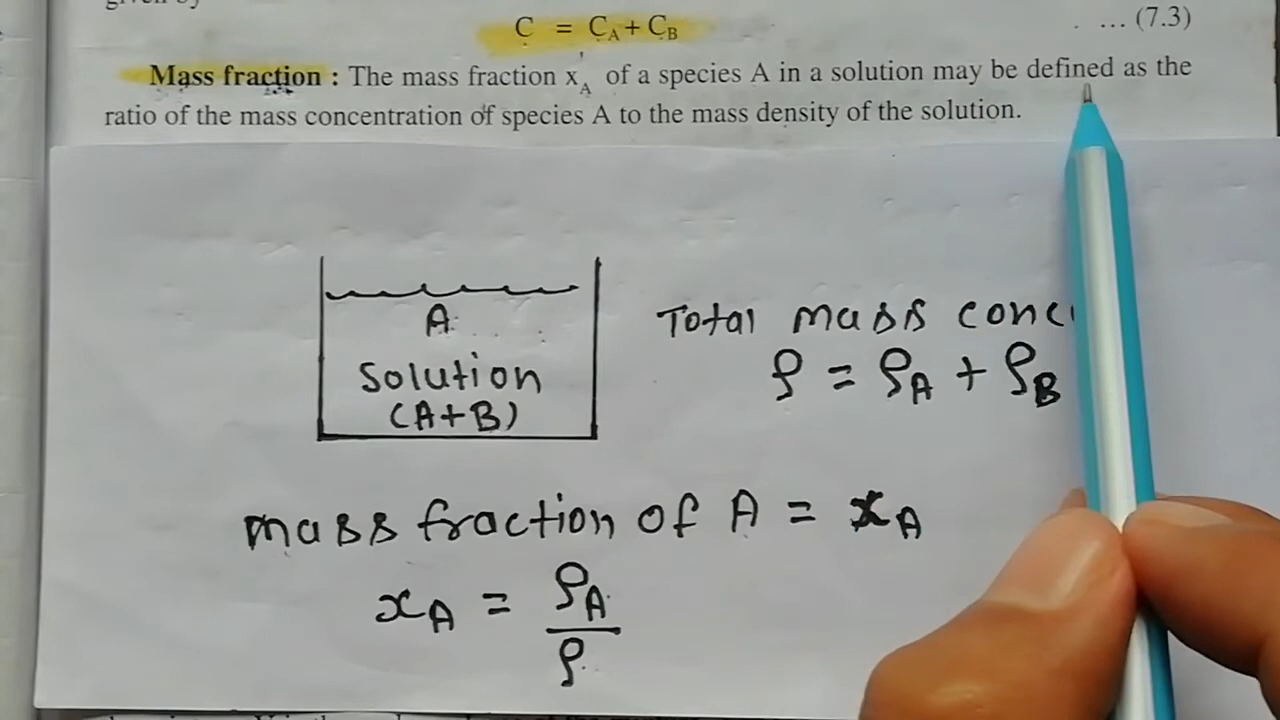 given by
C = C_A + C_B ... (7.3)
Mass fraction : The mass fraction x_A of a species A in a solution may be defined as the
ratio of the mass concentration of species A to the mass density of the solution.
A
Solution
(A+B)
Total mass conc
ρ = ρ_A + ρ_B
mass fraction of A = x_A
x_A = ρ_A / ρ